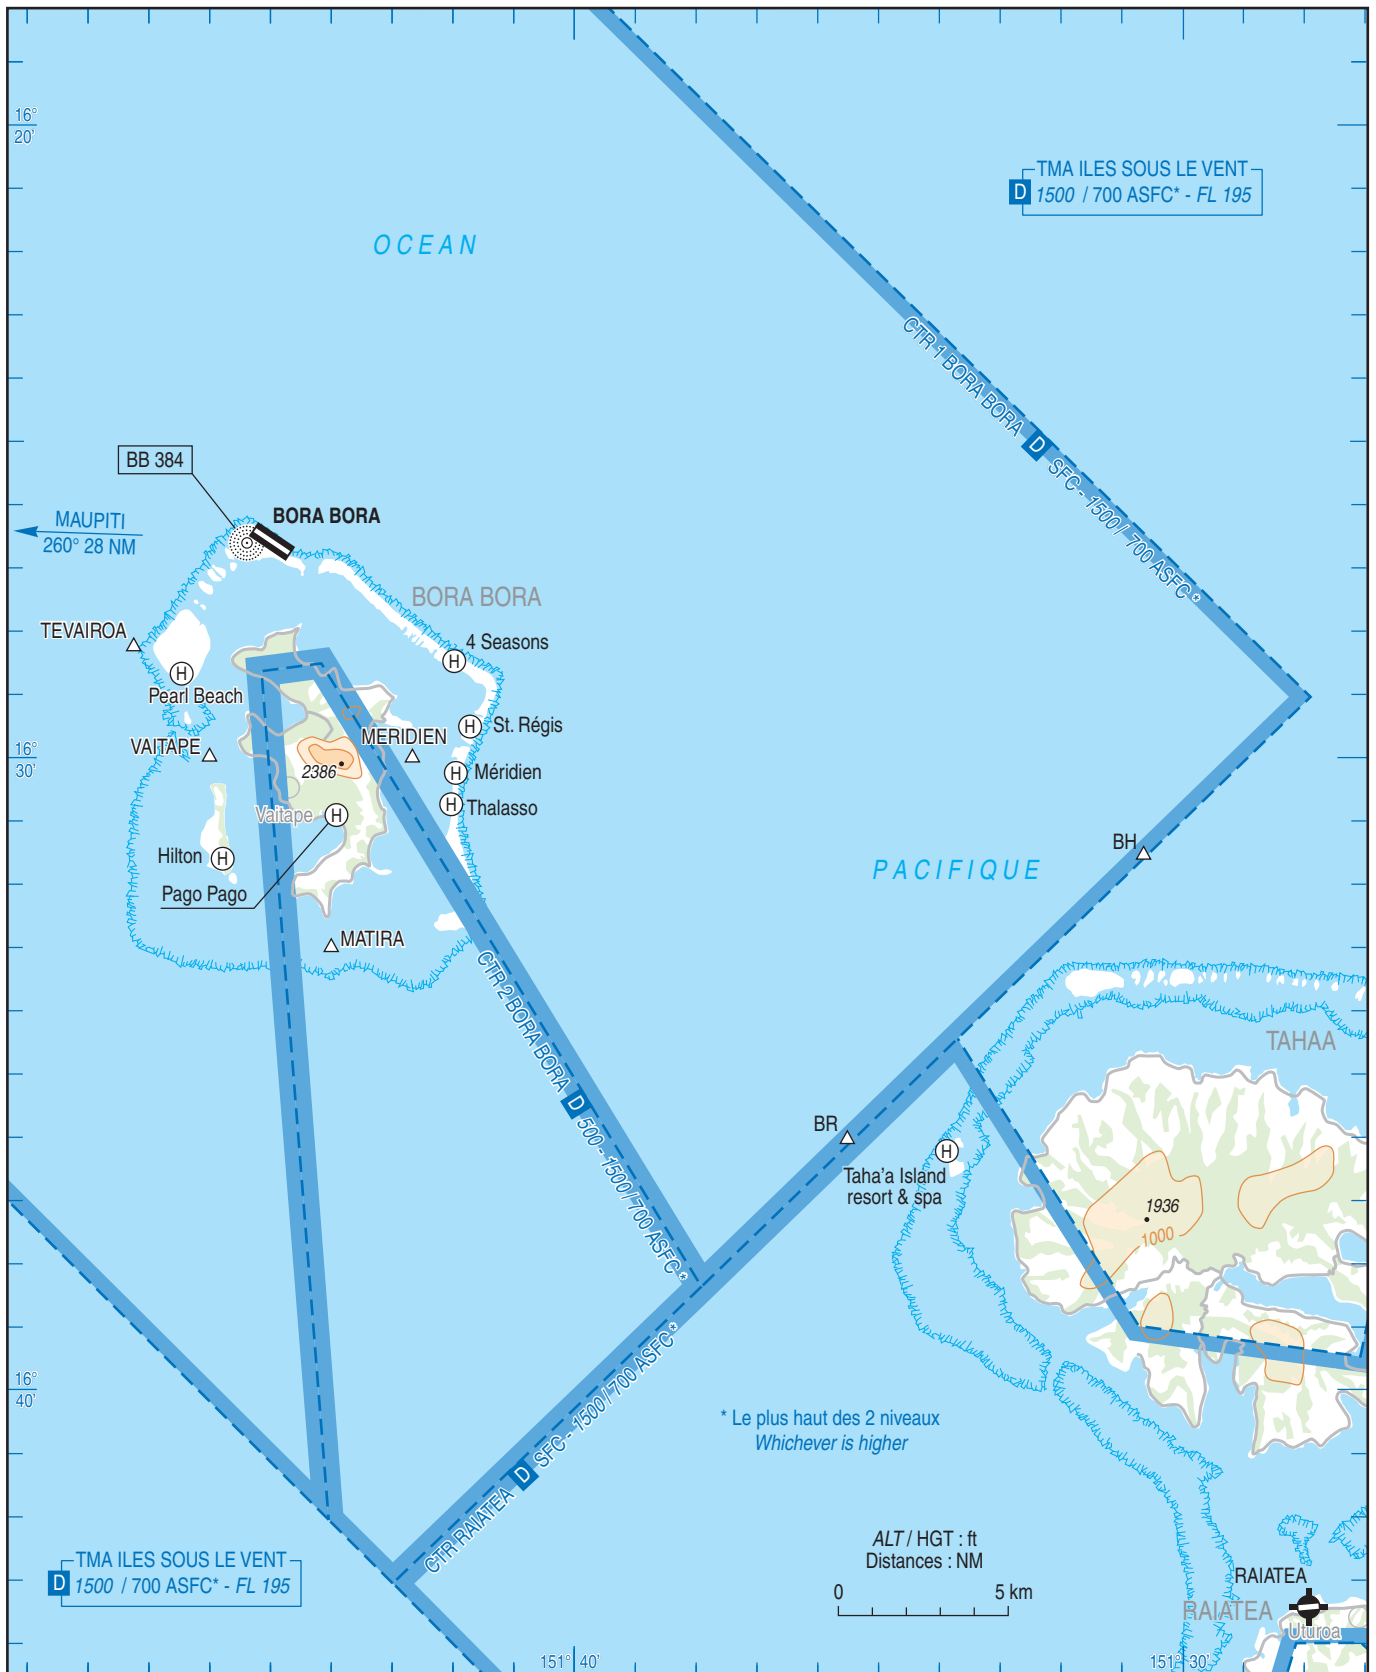 16°
20'
TMA ILES SOUS LE VENT
D 1500 / 700 ASFC* - FL 195
OCEAN
CTR 1 BORA BORA D SFC - 1500 / 700 ASFC *
BB 384
BORA BORA
MAUPITI
260° 28 NM
BORA BORA
TEVAIROA
4 Seasons
H
H
Pearl Beach
H
St. Régis
VAITAPE
MERIDIEN
16°
30'
2386
H
Méridien
H
Thalasso
Vaitape
H
BH
Hilton
H
PACIFIQUE
Pago Pago
MATIRA
CTR 2 BORA BORA D 500 - 1500 / 700 ASFC *
TAHAA
BR
H
Taha'a Island
resort & spa
1936
1000
16°
40'
CTR RAIATEA D SFC - 1500 / 700 ASFC *
* Le plus haut des 2 niveaux
Whichever is higher
ALT / HGT : ft
Distances : NM
0 5 km
TMA ILES SOUS LE VENT
D 1500 / 700 ASFC* - FL 195
RAIATEA
RAIATEA
Uturoa
151° 40'
151° 30'